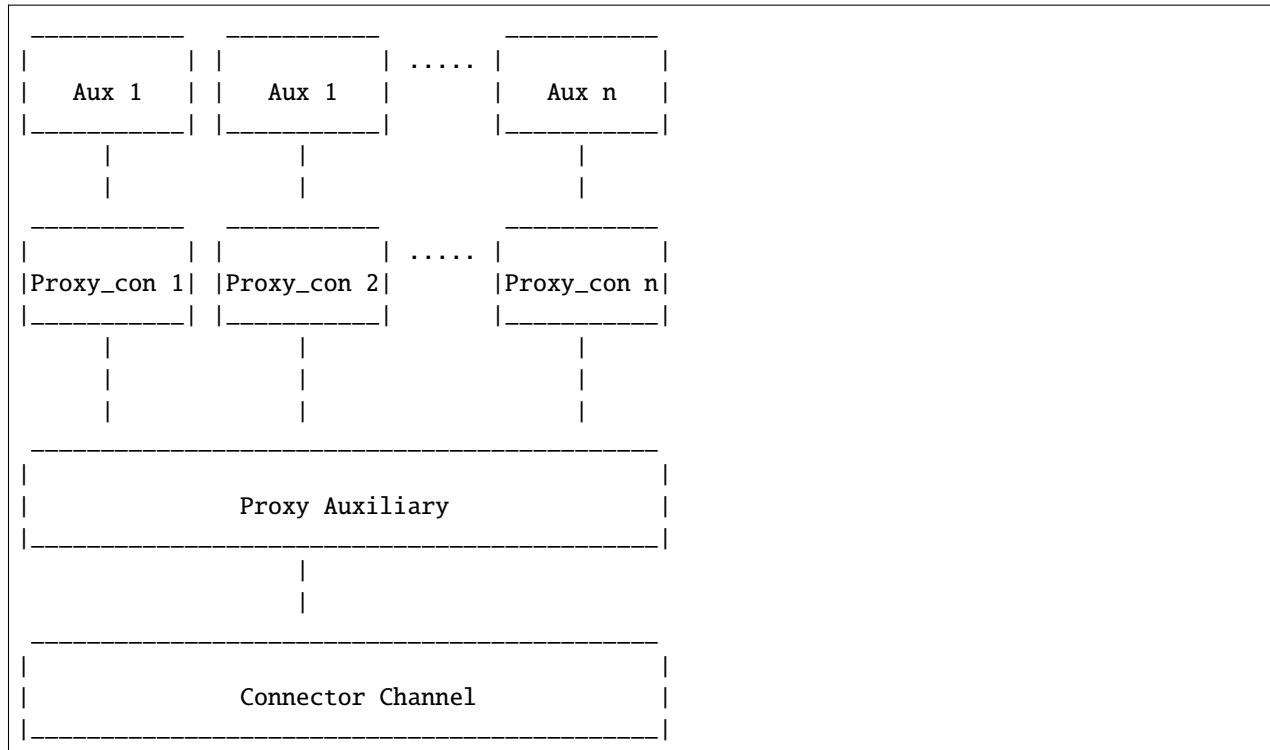 Aux 1 Aux 1 ..... Aux n
Proxy_con 1 Proxy_con 2 ..... Proxy_con n
Proxy Auxiliary
Connector Channel